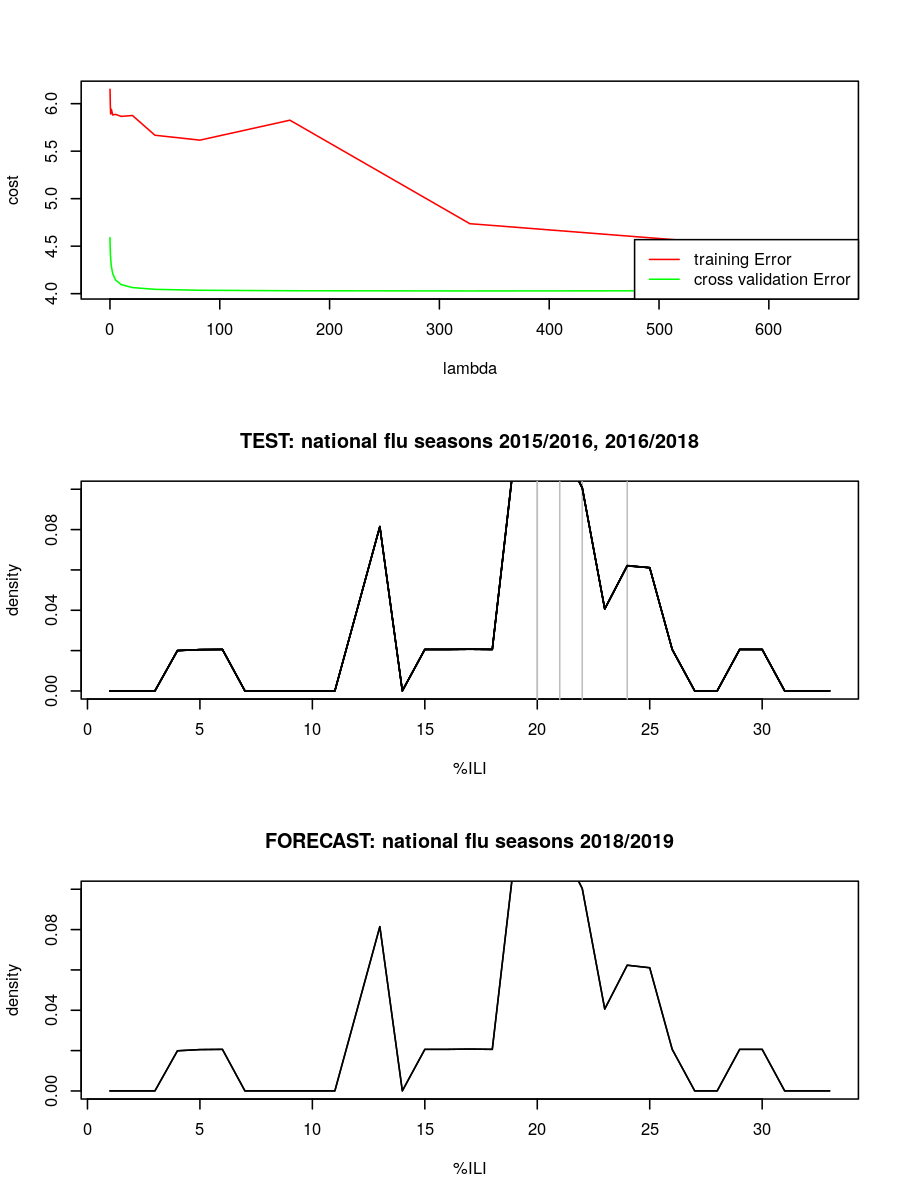 6.0
5.5
5.0
4.5
4.0
cost
training Error
cross validation Error
0 100 200 300 400 500 600
lambda
TEST: national flu seasons 2015/2016, 2016/2018
0.08
0.04
0.00
density
0 5 10 15 20 25 30
%ILI
FORECAST: national flu seasons 2018/2019
0.08
0.04
0.00
density
0 5 10 15 20 25 30
%ILI